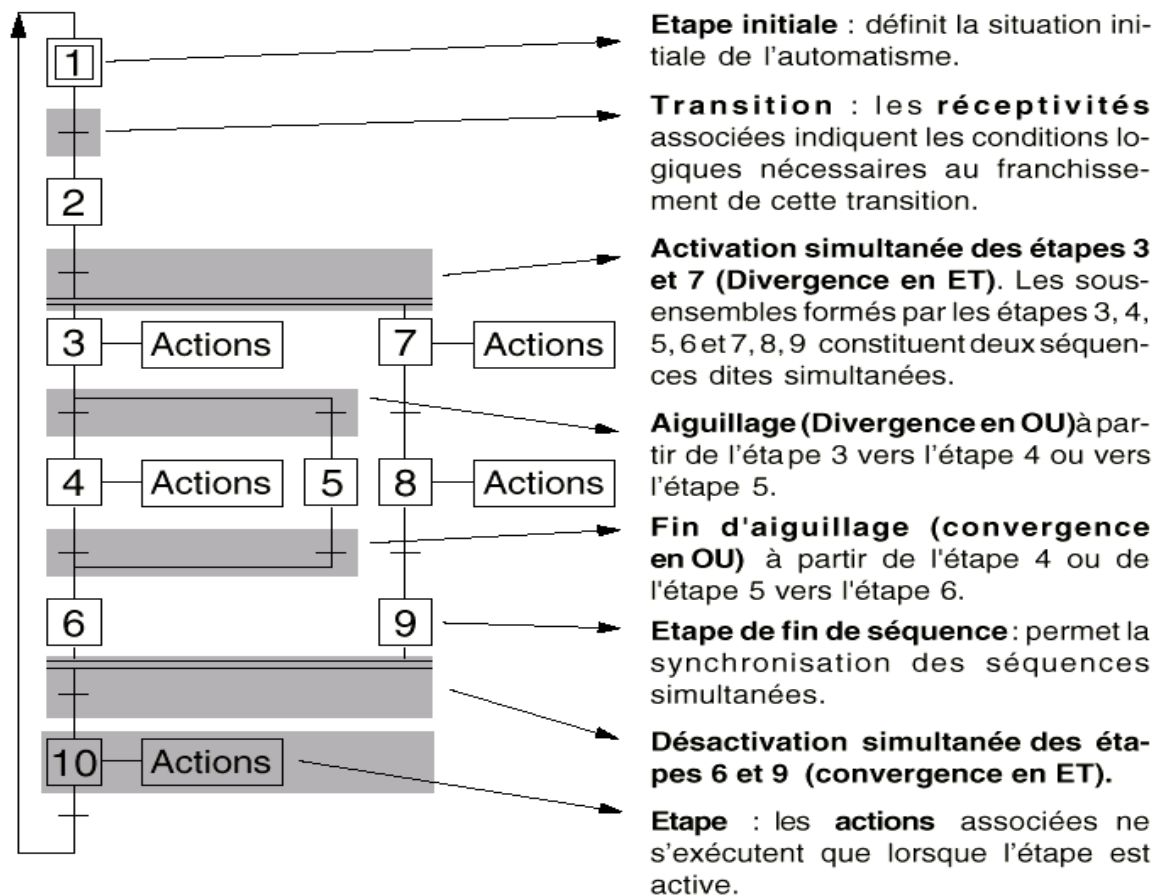 1
Etape initiale : définit la situation ini-
tiale de l'automatisme.
Transition : les réceptivités
associées indiquent les conditions lo-
giques nécessaires au franchisse-
ment de cette transition.
2
Activation simultanée des étapes 3
et 7 (Divergence en ET). Les sous-
ensembles formés par les étapes 3, 4,
5, 6 et 7, 8, 9 constituent deux séquen-
ces dites simultanées.
3 Actions 7 Actions
Aiguillage (Divergence en OU) à par-
tir de l'étape 3 vers l'étape 4 ou vers
l'étape 5.
4 Actions 5 8 Actions
Fin d'aiguillage (convergence
en OU) à partir de l'étape 4 ou de
l'étape 5 vers l'étape 6.
6 9
Etape de fin de séquence : permet la
synchronisation des séquences
simultanées.
Désactivation simultanée des éta-
pes 6 et 9 (convergence en ET).
10 Actions
Etape : les actions associées ne
s'exécutent que lorsque l'étape est
active.